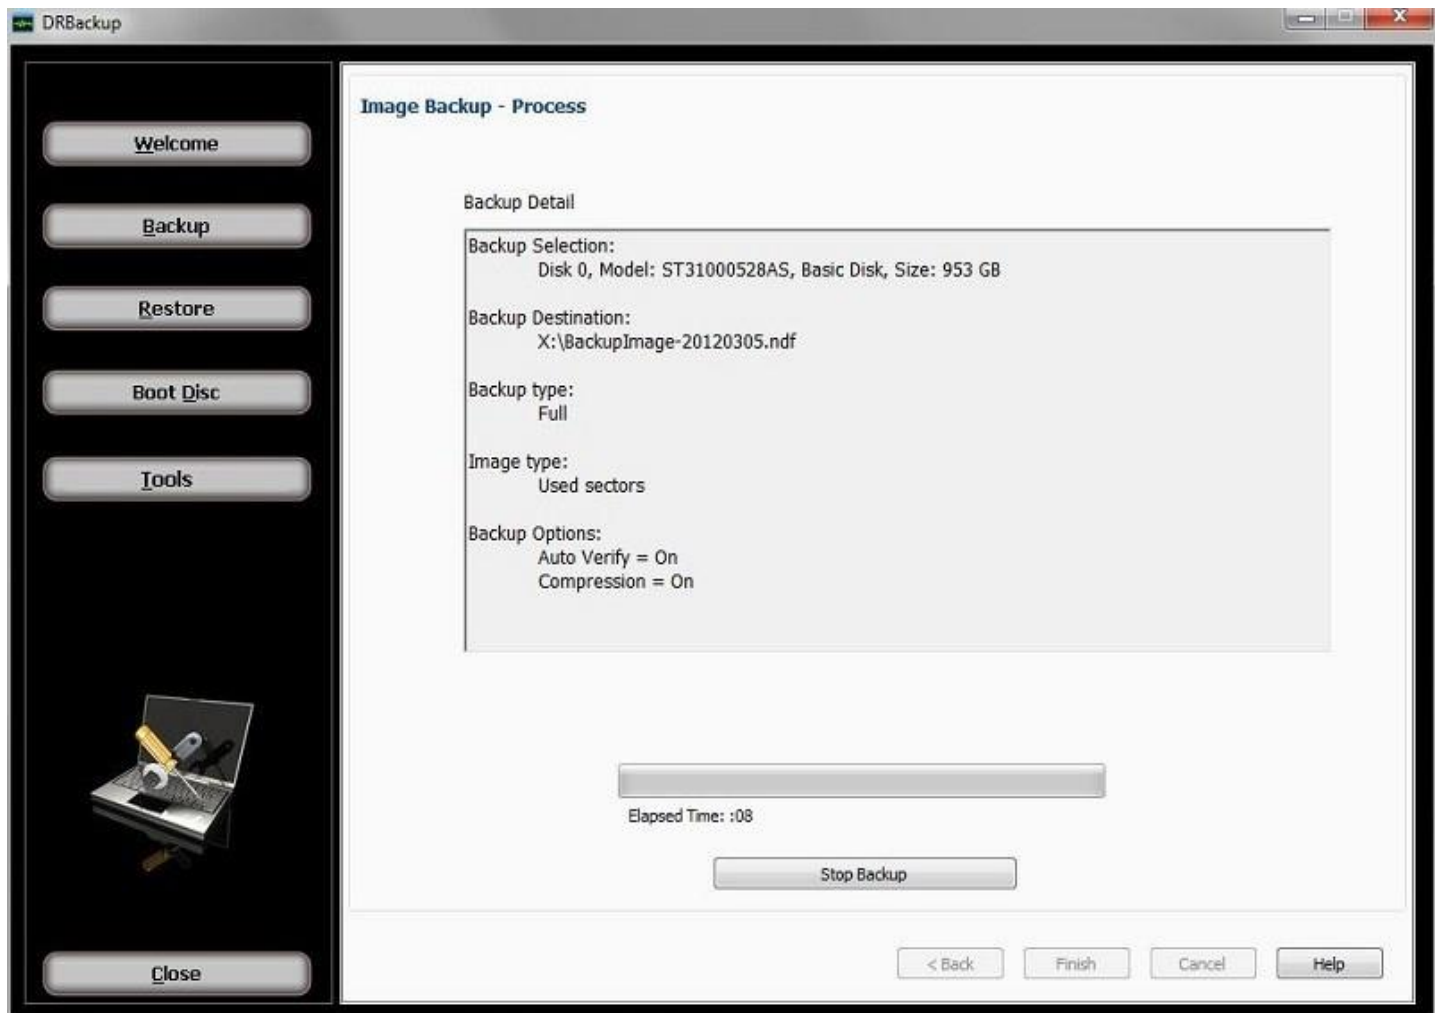 DRBackup
Welcome
Backup
Restore
Boot Disc
Tools
Close
Image Backup - Process
Backup Detail
Backup Selection:
Disk 0, Model: ST31000528AS, Basic Disk, Size: 953 GB
Backup Destination:
X:\BackupImage-20120305.ndf
Backup type:
Full
Image type:
Used sectors
Backup Options:
Auto Verify = On
Compression = On
Elapsed Time: :08
Stop Backup
< Back
Finish
Cancel
Help